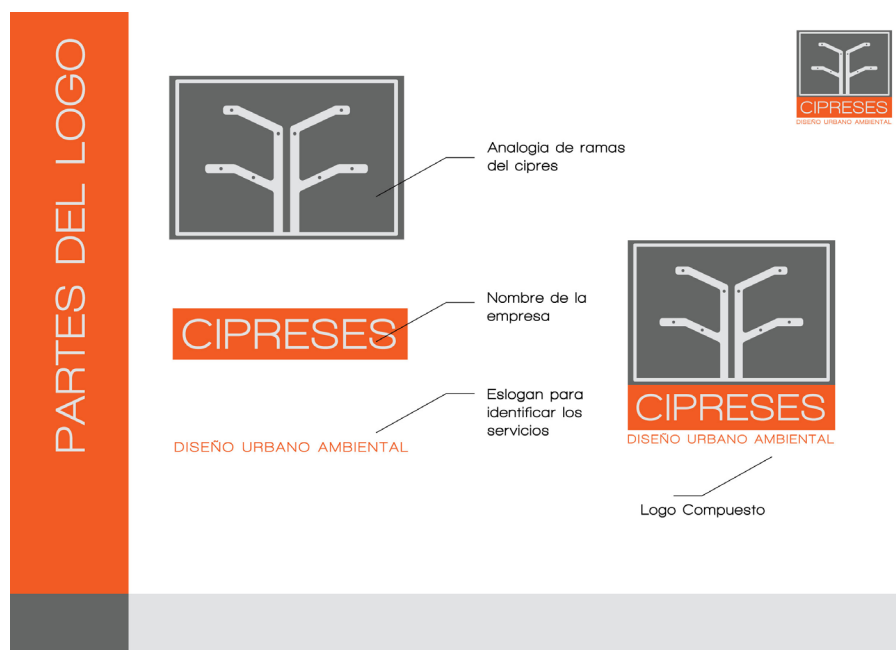 PARTES DEL LOGO
CIPRESES
DISEÑO URBANO AMBIENTAL
Analogia de ramas
del cipres
CIPRESES
Nombre de la
empresa
DISEÑO URBANO AMBIENTAL
Eslogan para
identificar los
servicios
CIPRESES
DISEÑO URBANO AMBIENTAL
Logo Compuesto